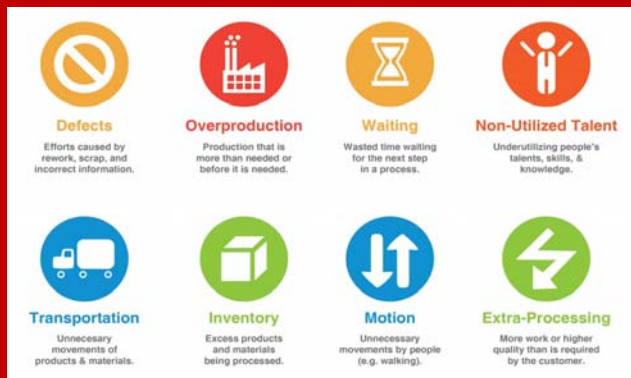 Defects
Efforts caused by
rework, scrap, and
incorrect information.
Overproduction
Production that is
more than needed or
before it is needed.
Waiting
Wasted time waiting
for the next step
in a process.
Non-Utilized Talent
Underutilizing people's
talents, skills, &
knowledge.
Transportation
Unnecesary
movements of
products & materials.
Inventory
Excess products
and materials
being processed.
Motion
Unnecessary
movements by people
(e.g. walking).
Extra-Processing
More work or higher
quality than is required
by the customer.